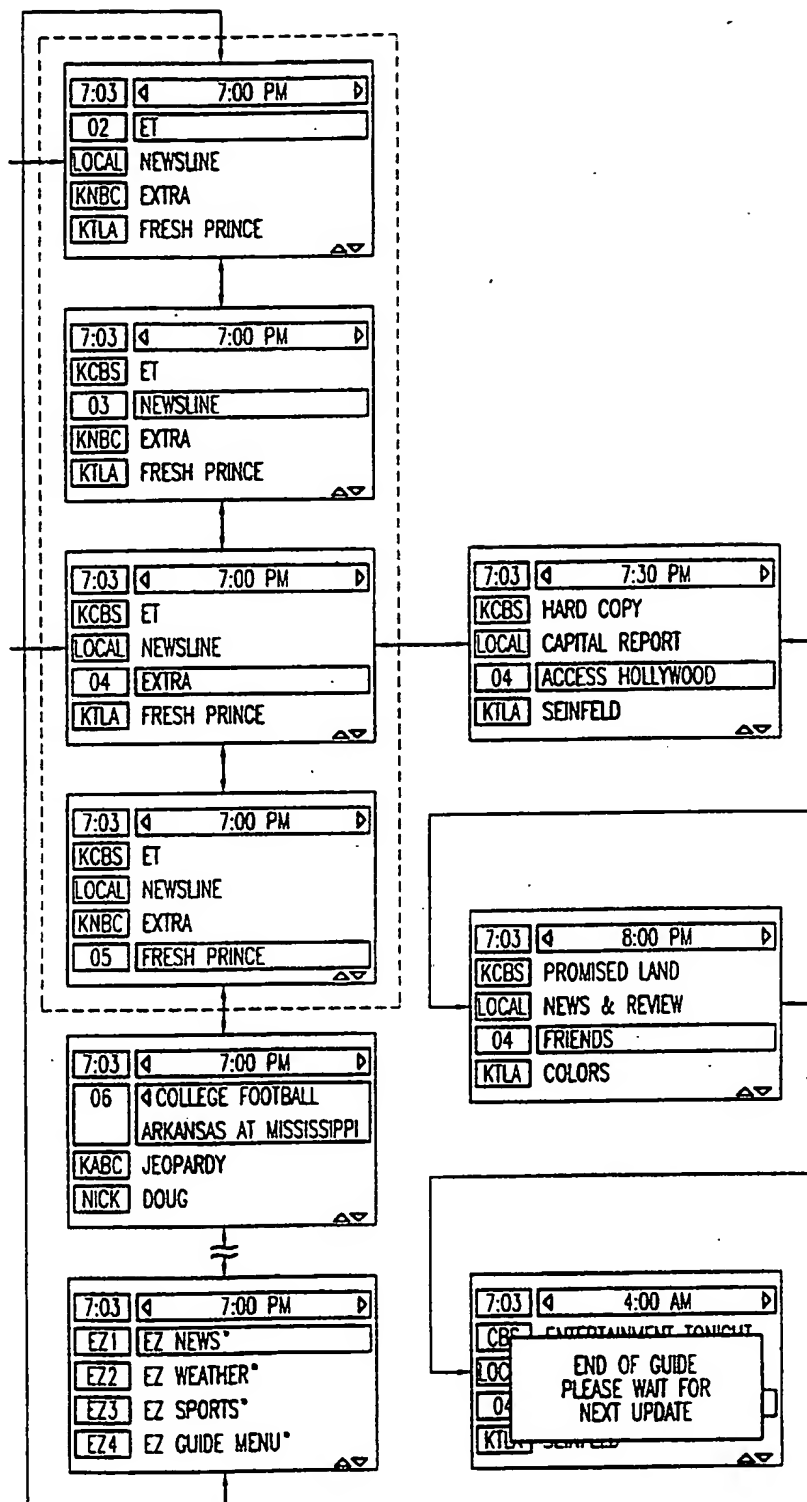 7:03 7:00 PM
02 ET
LOCAL NEWSLINE
KNBC EXTRA
KTLA FRESH PRINCE
7:03 7:00 PM
KCBS ET
03 NEWSLINE
KNBC EXTRA
KTLA FRESH PRINCE
7:03 7:00 PM
KCBS ET
LOCAL NEWSLINE
04 EXTRA
KTLA FRESH PRINCE
7:03 7:00 PM
KCBS ET
LOCAL NEWSLINE
KNBC EXTRA
05 FRESH PRINCE
7:03 7:00 PM
06 COLLEGE FOOTBALL
ARKANSAS AT MISSISSIPPI
KABC JEOPARDY
NICK DOUG
7:03 7:00 PM
EZ1 EZ NEWS*
EZ2 EZ WEATHER*
EZ3 EZ SPORTS*
EZ4 EZ GUIDE MENU*
7:03 7:30 PM
KCBS HARD COPY
LOCAL CAPITAL REPORT
04 ACCESS HOLLYWOOD
KTLA SEINFELD
7:03 8:00 PM
KCBS PROMISED LAND
LOCAL NEWS & REVIEW
04 FRIENDS
KTLA COLORS
7:03 4:00 AM
CBS ENTERTAINMENT TONIGHT
LOC
04
KTLA SEINFELD
END OF GUIDE
PLEASE WAIT FOR
NEXT UPDATE